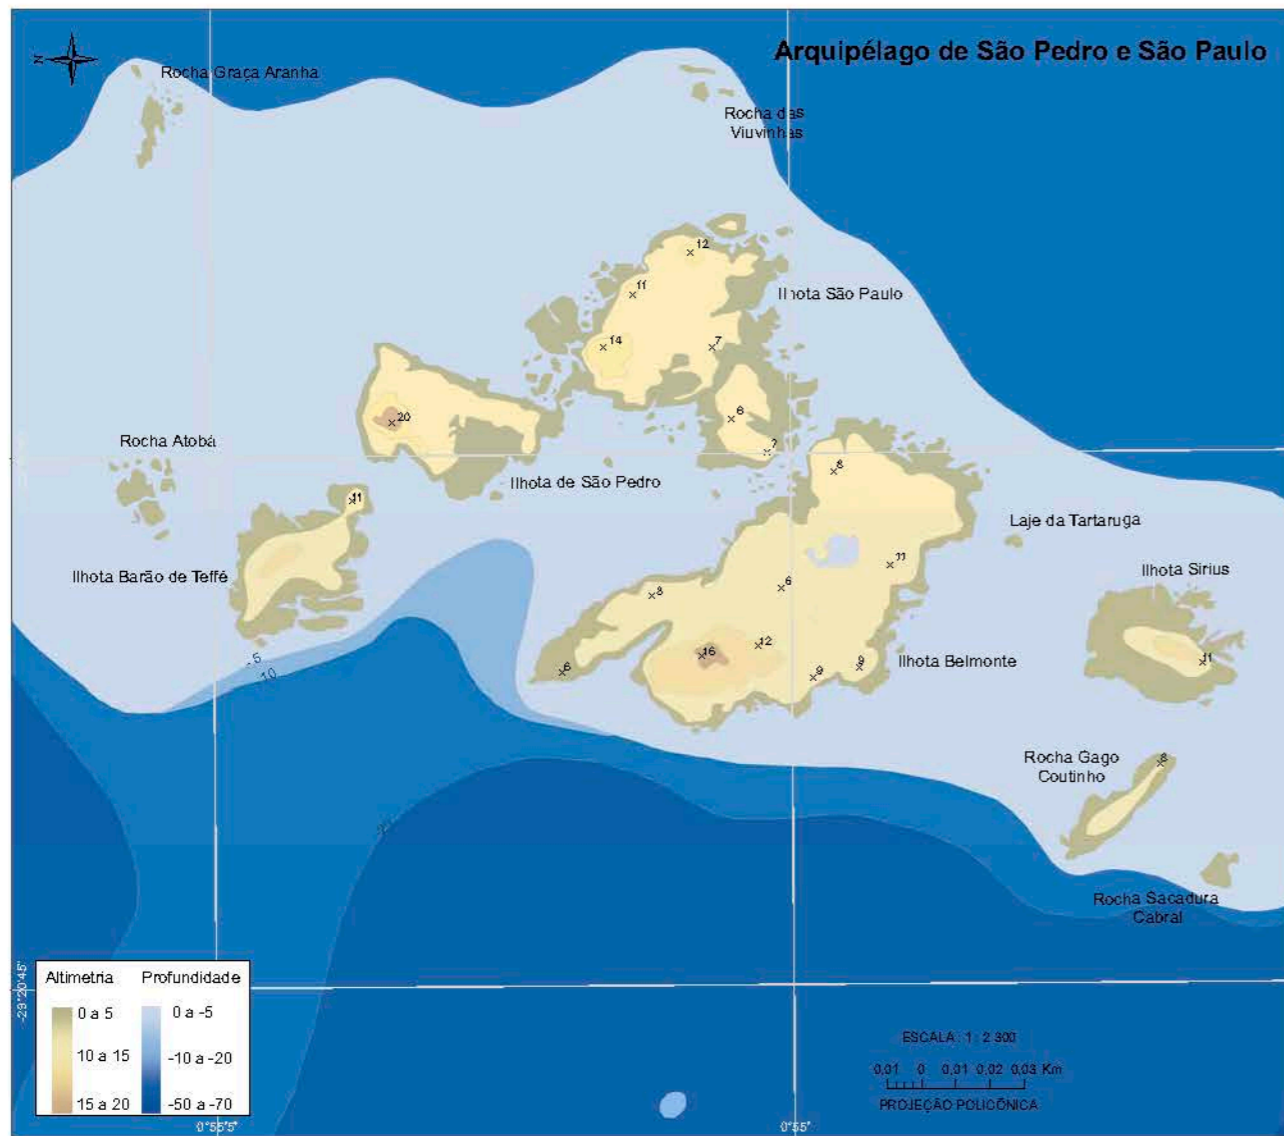 Arquipélago de São Pedro e São Paulo
N
Rocha Graça Aranha
Rocha das
Viuvinhas
12
11
Ilhota São Paulo
14
7
20
6
7
Rocha Atobá
8
Ilhota de São Pedro
11
Laje da Tartaruga
11
Ilhota Barão de Teffé
Ilhota Sirius
8
6
12
16
9
9
Ilhota Belmonte
11
6
- 5
-10
Rocha Gago
Coutinho
8
Rocha Sacadura
Cabral
Altimetria
Profundidade
0 a 5
0 a -5
10 a 15
-10 a -20
15 a 20
-50 a -70
-29°20'45"
ESCALA : 1 : 2 300
0,01 0 0,01 0,02 0,03 Km
PROJEÇÃO POLICÔNICA
0°55'5"
0°55'